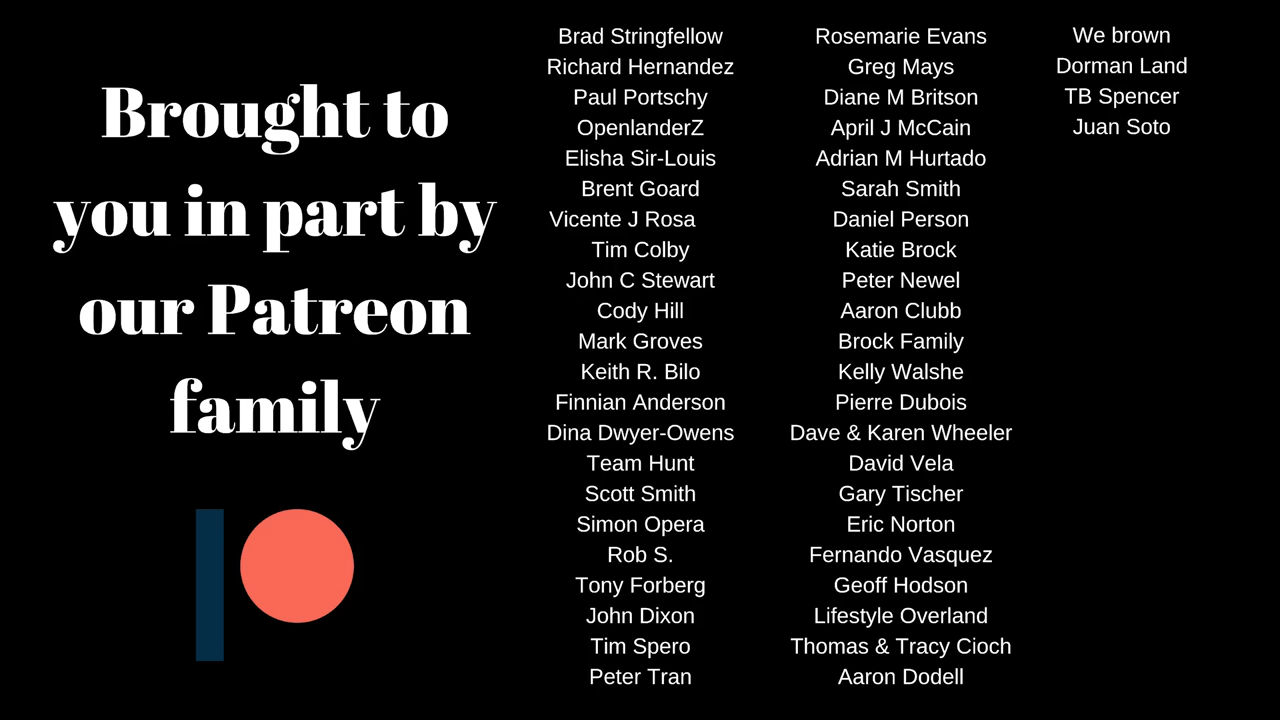 Brought to
you in part by
our Patreon
family
Brad Stringfellow
Richard Hernandez
Paul Portschy
OpenlanderZ
Elisha Sir-Louis
Brent Goard
Vicente J Rosa
Tim Colby
John C Stewart
Cody Hill
Mark Groves
Keith R. Bilo
Finnian Anderson
Dina Dwyer-Owens
Team Hunt
Scott Smith
Simon Opera
Rob S.
Tony Forberg
John Dixon
Tim Spero
Peter Tran
Rosemarie Evans
Greg Mays
Diane M Britson
April J McCain
Adrian M Hurtado
Sarah Smith
Daniel Person
Katie Brock
Peter Newel
Aaron Clubb
Brock Family
Kelly Walshe
Pierre Dubois
Dave & Karen Wheeler
David Vela
Gary Tischer
Eric Norton
Fernando Vasquez
Geoff Hodson
Lifestyle Overland
Thomas & Tracy Cioch
Aaron Dodell
We brown
Dorman Land
TB Spencer
Juan Soto